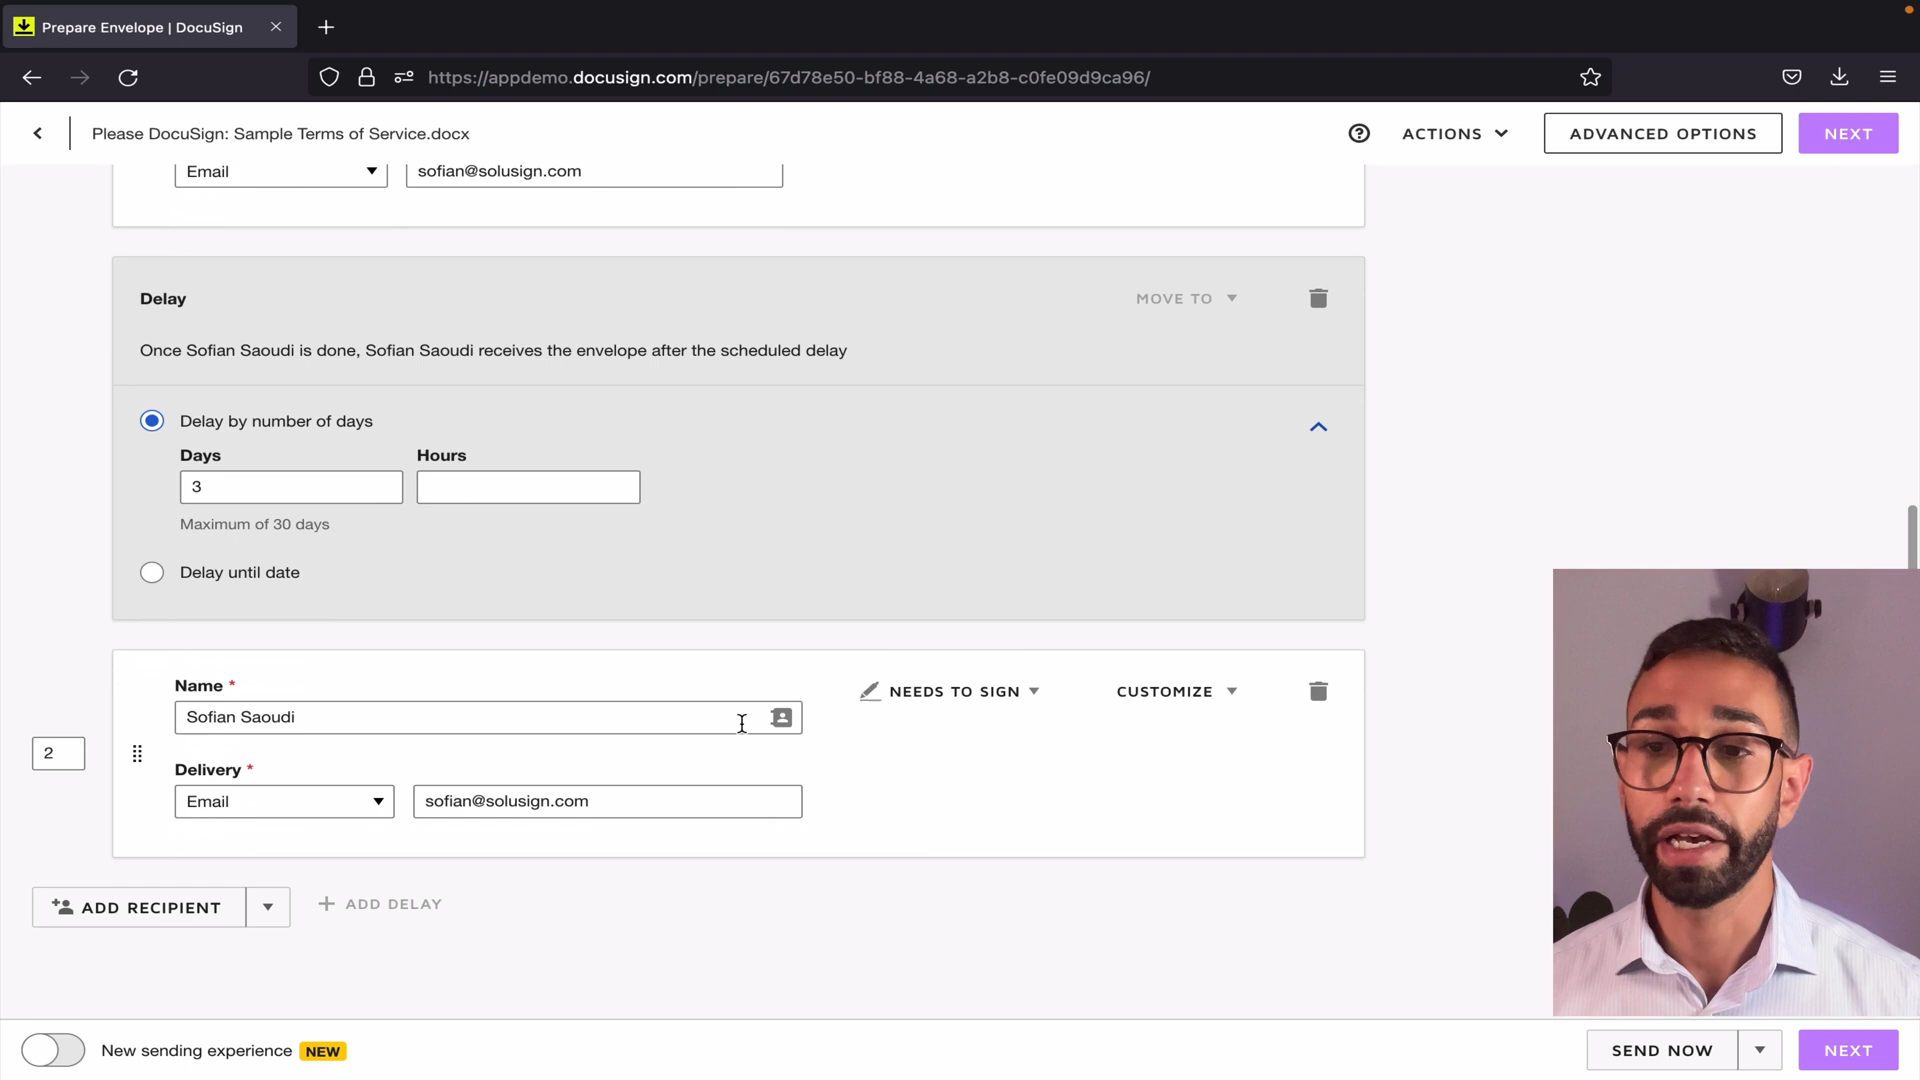 Prepare Envelope | DocuSign
https://appdemo.docusign.com/prepare/67d78e50-bf88-4a68-a2b8-c0fe09d9ca96/
Please DocuSign: Sample Terms of Service.docx
ACTIONS
ADVANCED OPTIONS
NEXT
Email
sofian@solusign.com
Delay
MOVE TO
Once Sofian Saoudi is done, Sofian Saoudi receives the envelope after the scheduled delay
Delay by number of days
Days
Hours
3
Maximum of 30 days
Delay until date
Name *
NEEDS TO SIGN
CUSTOMIZE
Sofian Saoudi
2
Delivery *
Email
sofian@solusign.com
ADD RECIPIENT
ADD DELAY
New sending experience NEW
SEND NOW
NEXT